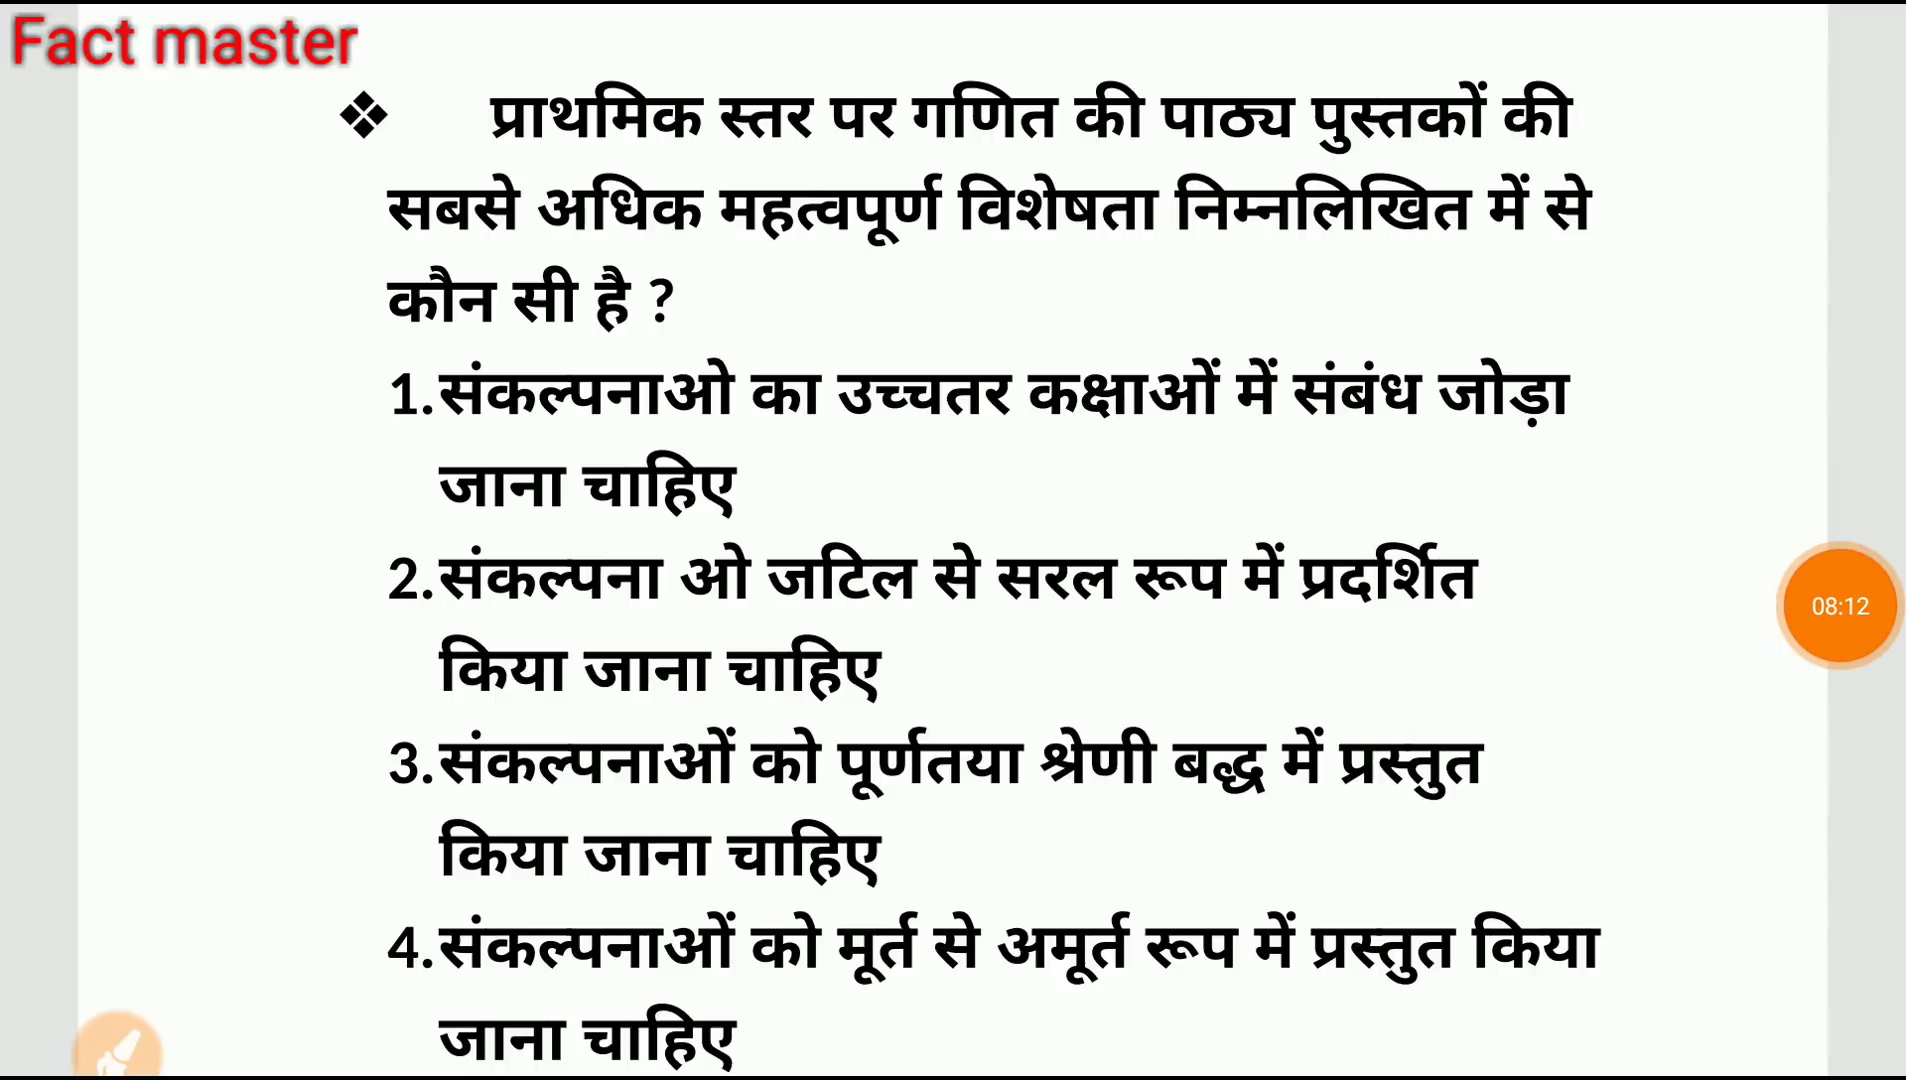 Fact master
❖ प्राथमिक स्तर पर गणित की पाठ्य पुस्तकों की
सबसे अधिक महत्वपूर्ण विशेषता निम्नलिखित में से
कौन सी है ?
1.संकल्पनाओ का उच्चतर कक्षाओं में संबंध जोड़ा
जाना चाहिए
2.संकल्पना ओ जटिल से सरल रूप में प्रदर्शित
किया जाना चाहिए
3.संकल्पनाओं को पूर्णतया श्रेणी बद्ध में प्रस्तुत
किया जाना चाहिए
08:12
4.संकल्पनाओं को मूर्त से अमूर्त रूप में प्रस्तुत किया
जाना चाहिए